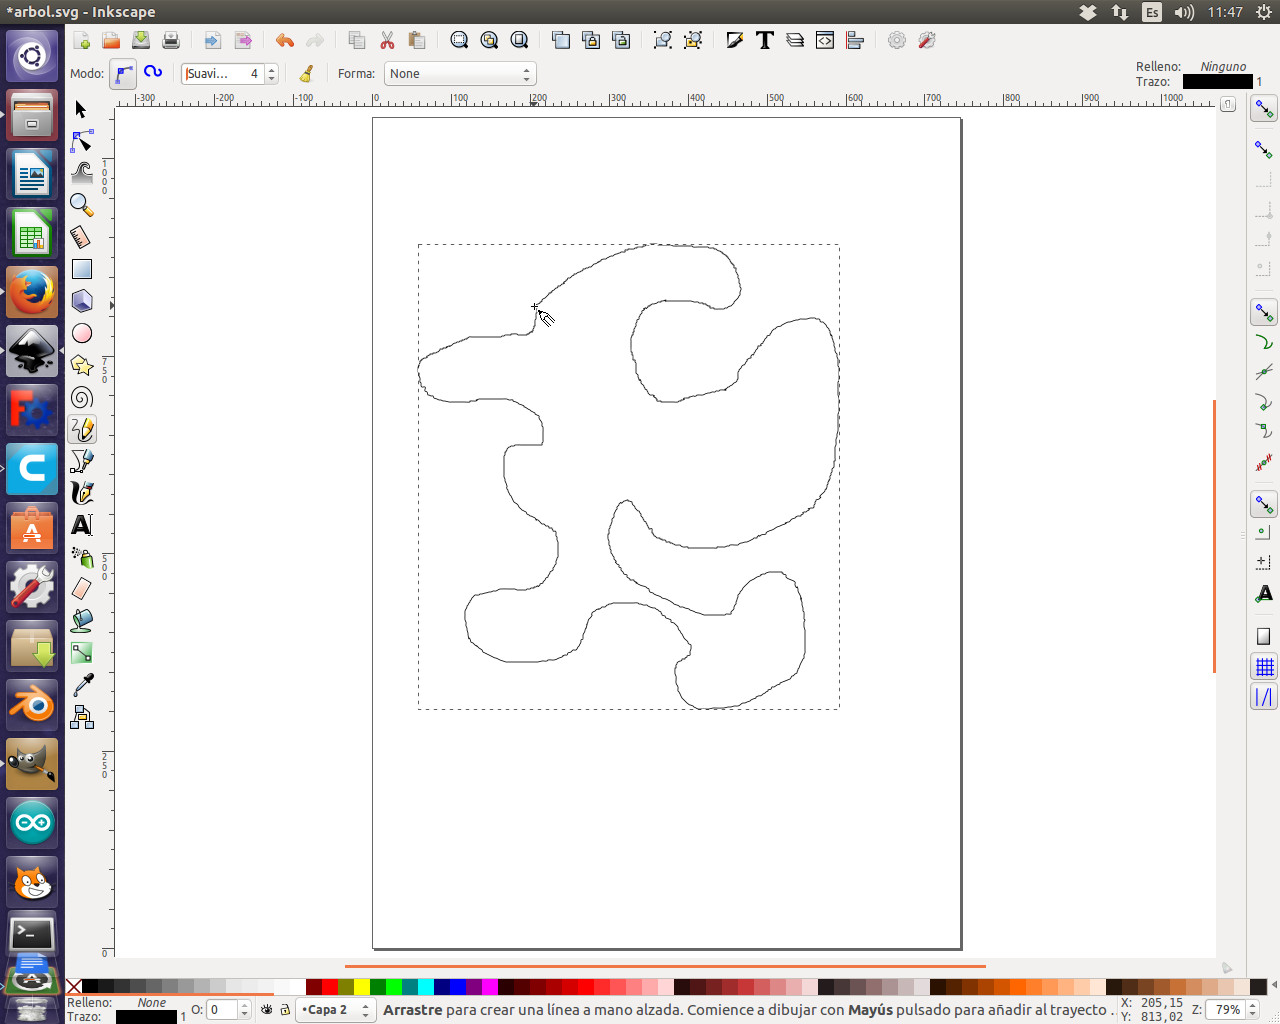 *arbol.svg - Inkscape
Es
11:47
Modo:
Suavi... 4
Forma:
None
Relleno: Ninguno
Trazo: 1
-300 -200 -100 0 100 200 300 400 500 600 700 800 900 1000
1000
750
500
250
0
Relleno: None
Trazo: 1
O: 0
•Capa 2
Arrastre para crear una línea a mano alzada. Comience a dibujar con Mayús pulsado para añadir al trayecto ..
X: 205,15
Y: 813,02
Z: 79%